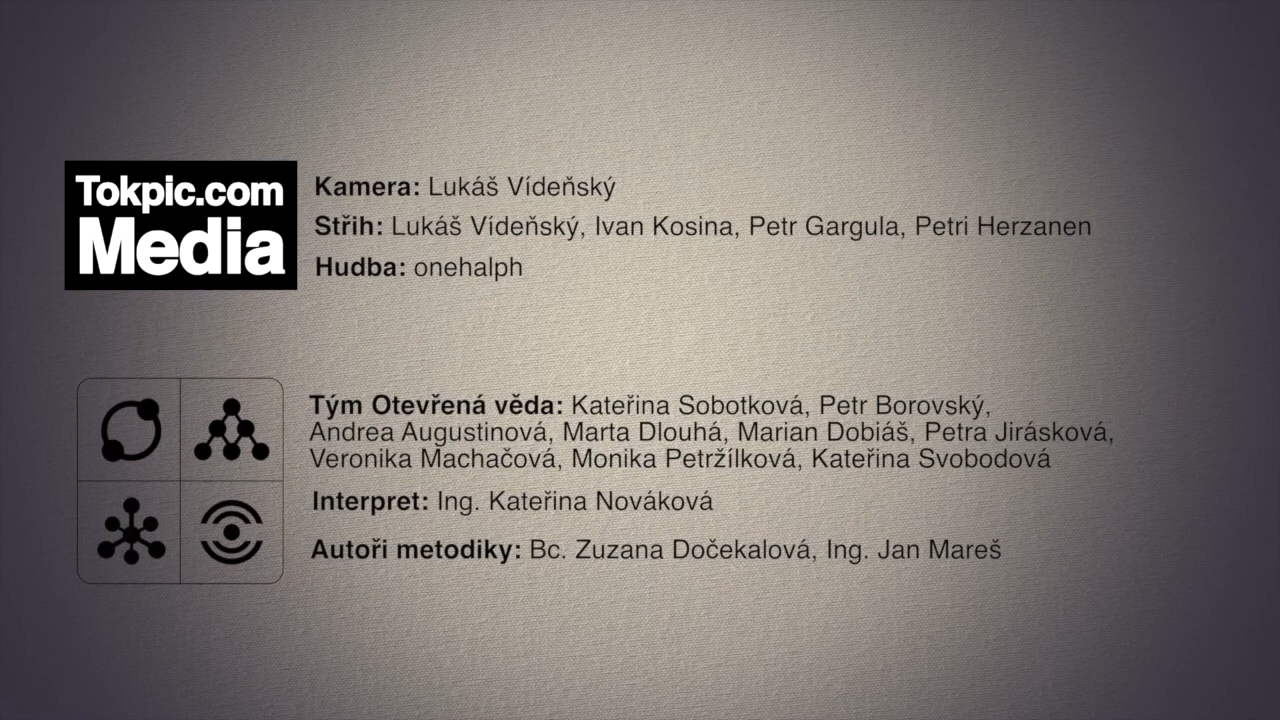 Tokpic.com
Media
Kamera: Lukáš Vídeňský
Střih: Lukáš Vídeňský, Ivan Kosina, Petr Gargula, Petri Herzanen
Hudba: onehalph
Tým Otevřená věda: Kateřina Sobotková, Petr Borovský,
Andrea Augustinová, Marta Dlouhá, Marian Dobiáš, Petra Jirásková,
Veronika Machačová, Monika Petržílková, Kateřina Svobodová
Interpret: Ing. Kateřina Nováková
Autoři metodiky: Bc. Zuzana Dočekalová, Ing. Jan Mareš